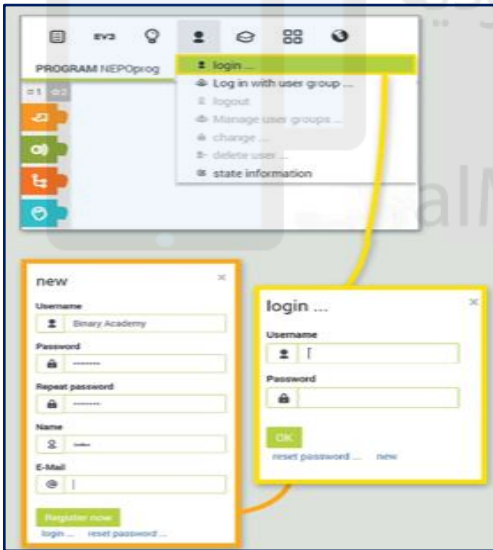 EV3
PROGRAM NEPOprog
login ...
Log in with user group ...
logout
Manage user groups ...
change ...
delete user ...
state information
1 2
new
×
Username
Binary Academy
Password
Repeat password
Name
E-Mail
@
Register now
login ... reset password ...
login ...
×
Username
Password
OK
reset password ... new